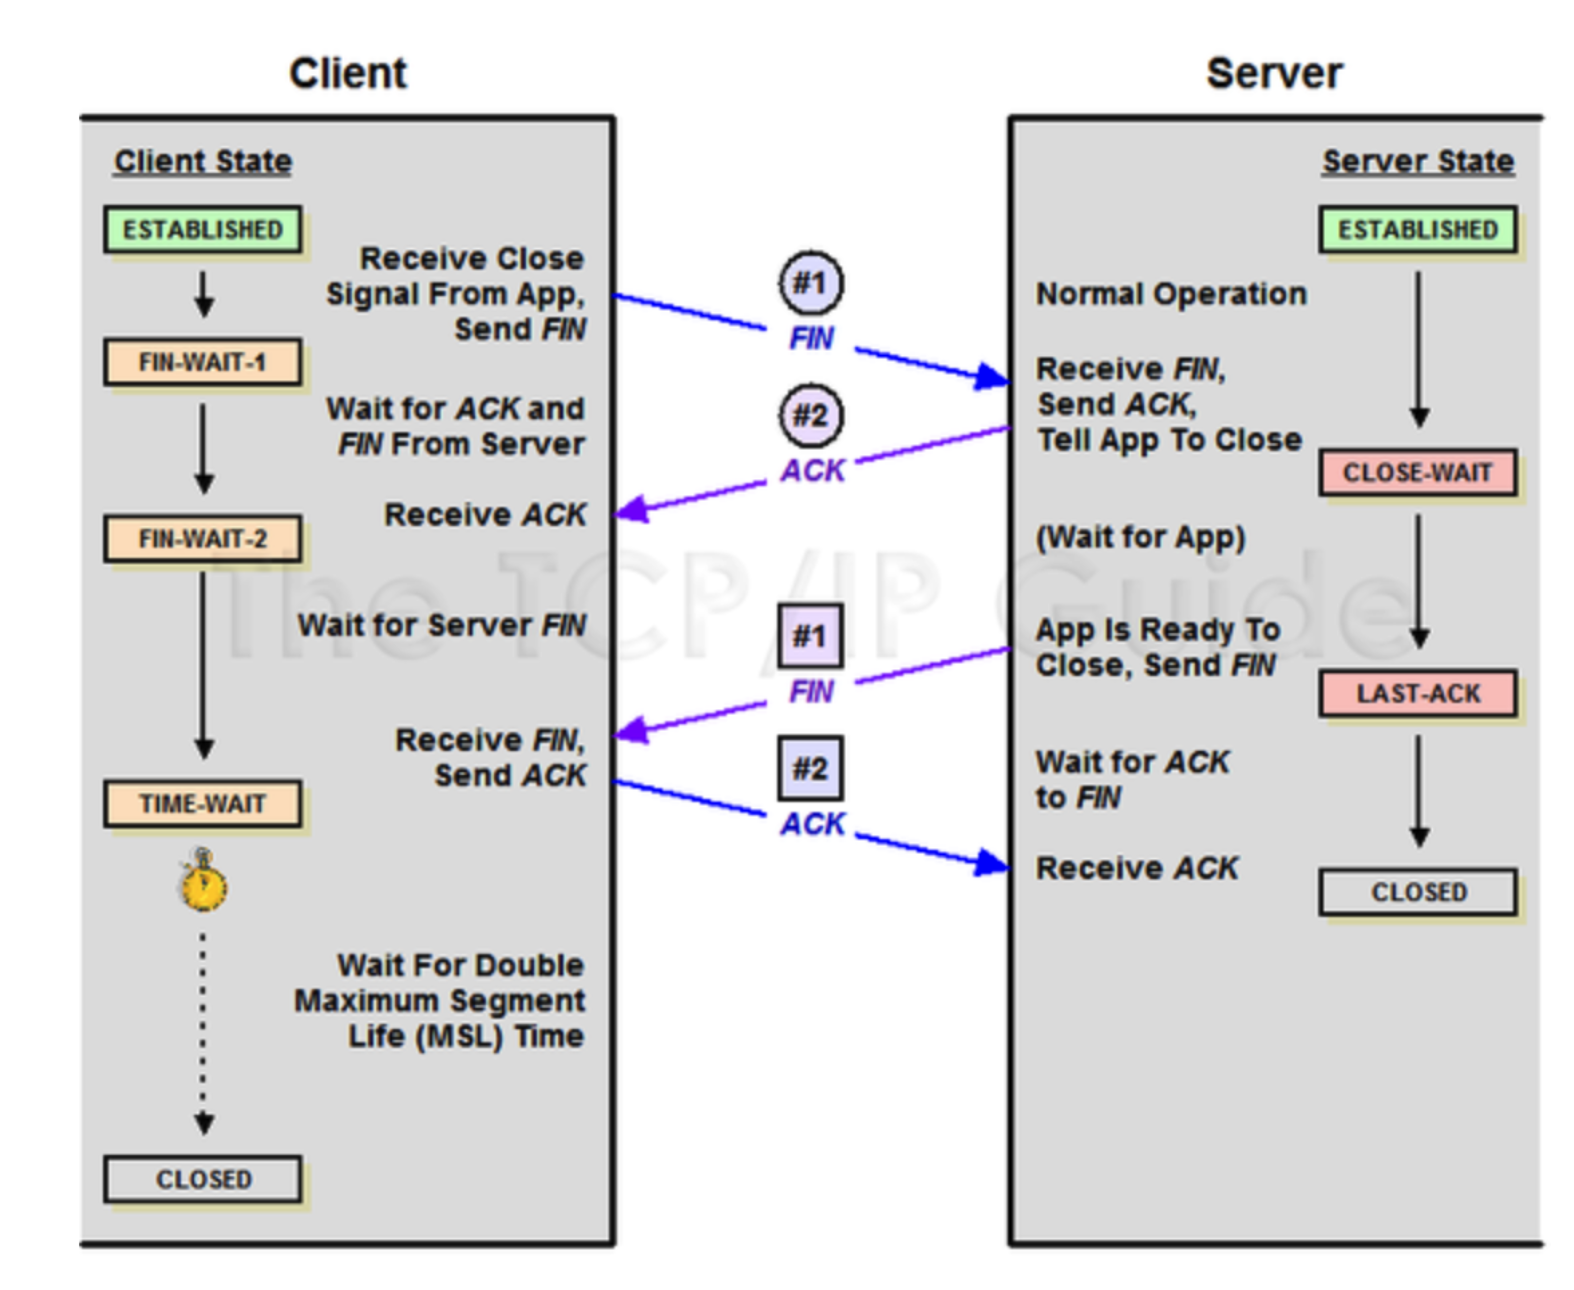 Client
Server
Client State
ESTABLISHED
Receive Close
Signal From App,
Send FIN
FIN-WAIT-1
Wait for ACK and
FIN From Server
Receive ACK
FIN-WAIT-2
Wait for Server FIN
Receive FIN,
Send ACK
TIME-WAIT
Wait For Double
Maximum Segment
Life (MSL) Time
CLOSED
#1
FIN
#2
ACK
#1
FIN
#2
ACK
Server State
ESTABLISHED
Normal Operation
Receive FIN,
Send ACK,
Tell App To Close
CLOSE-WAIT
(Wait for App)
App Is Ready To
Close, Send FIN
LAST-ACK
Wait for ACK
to FIN
Receive ACK
CLOSED
The TCP/IP Guide